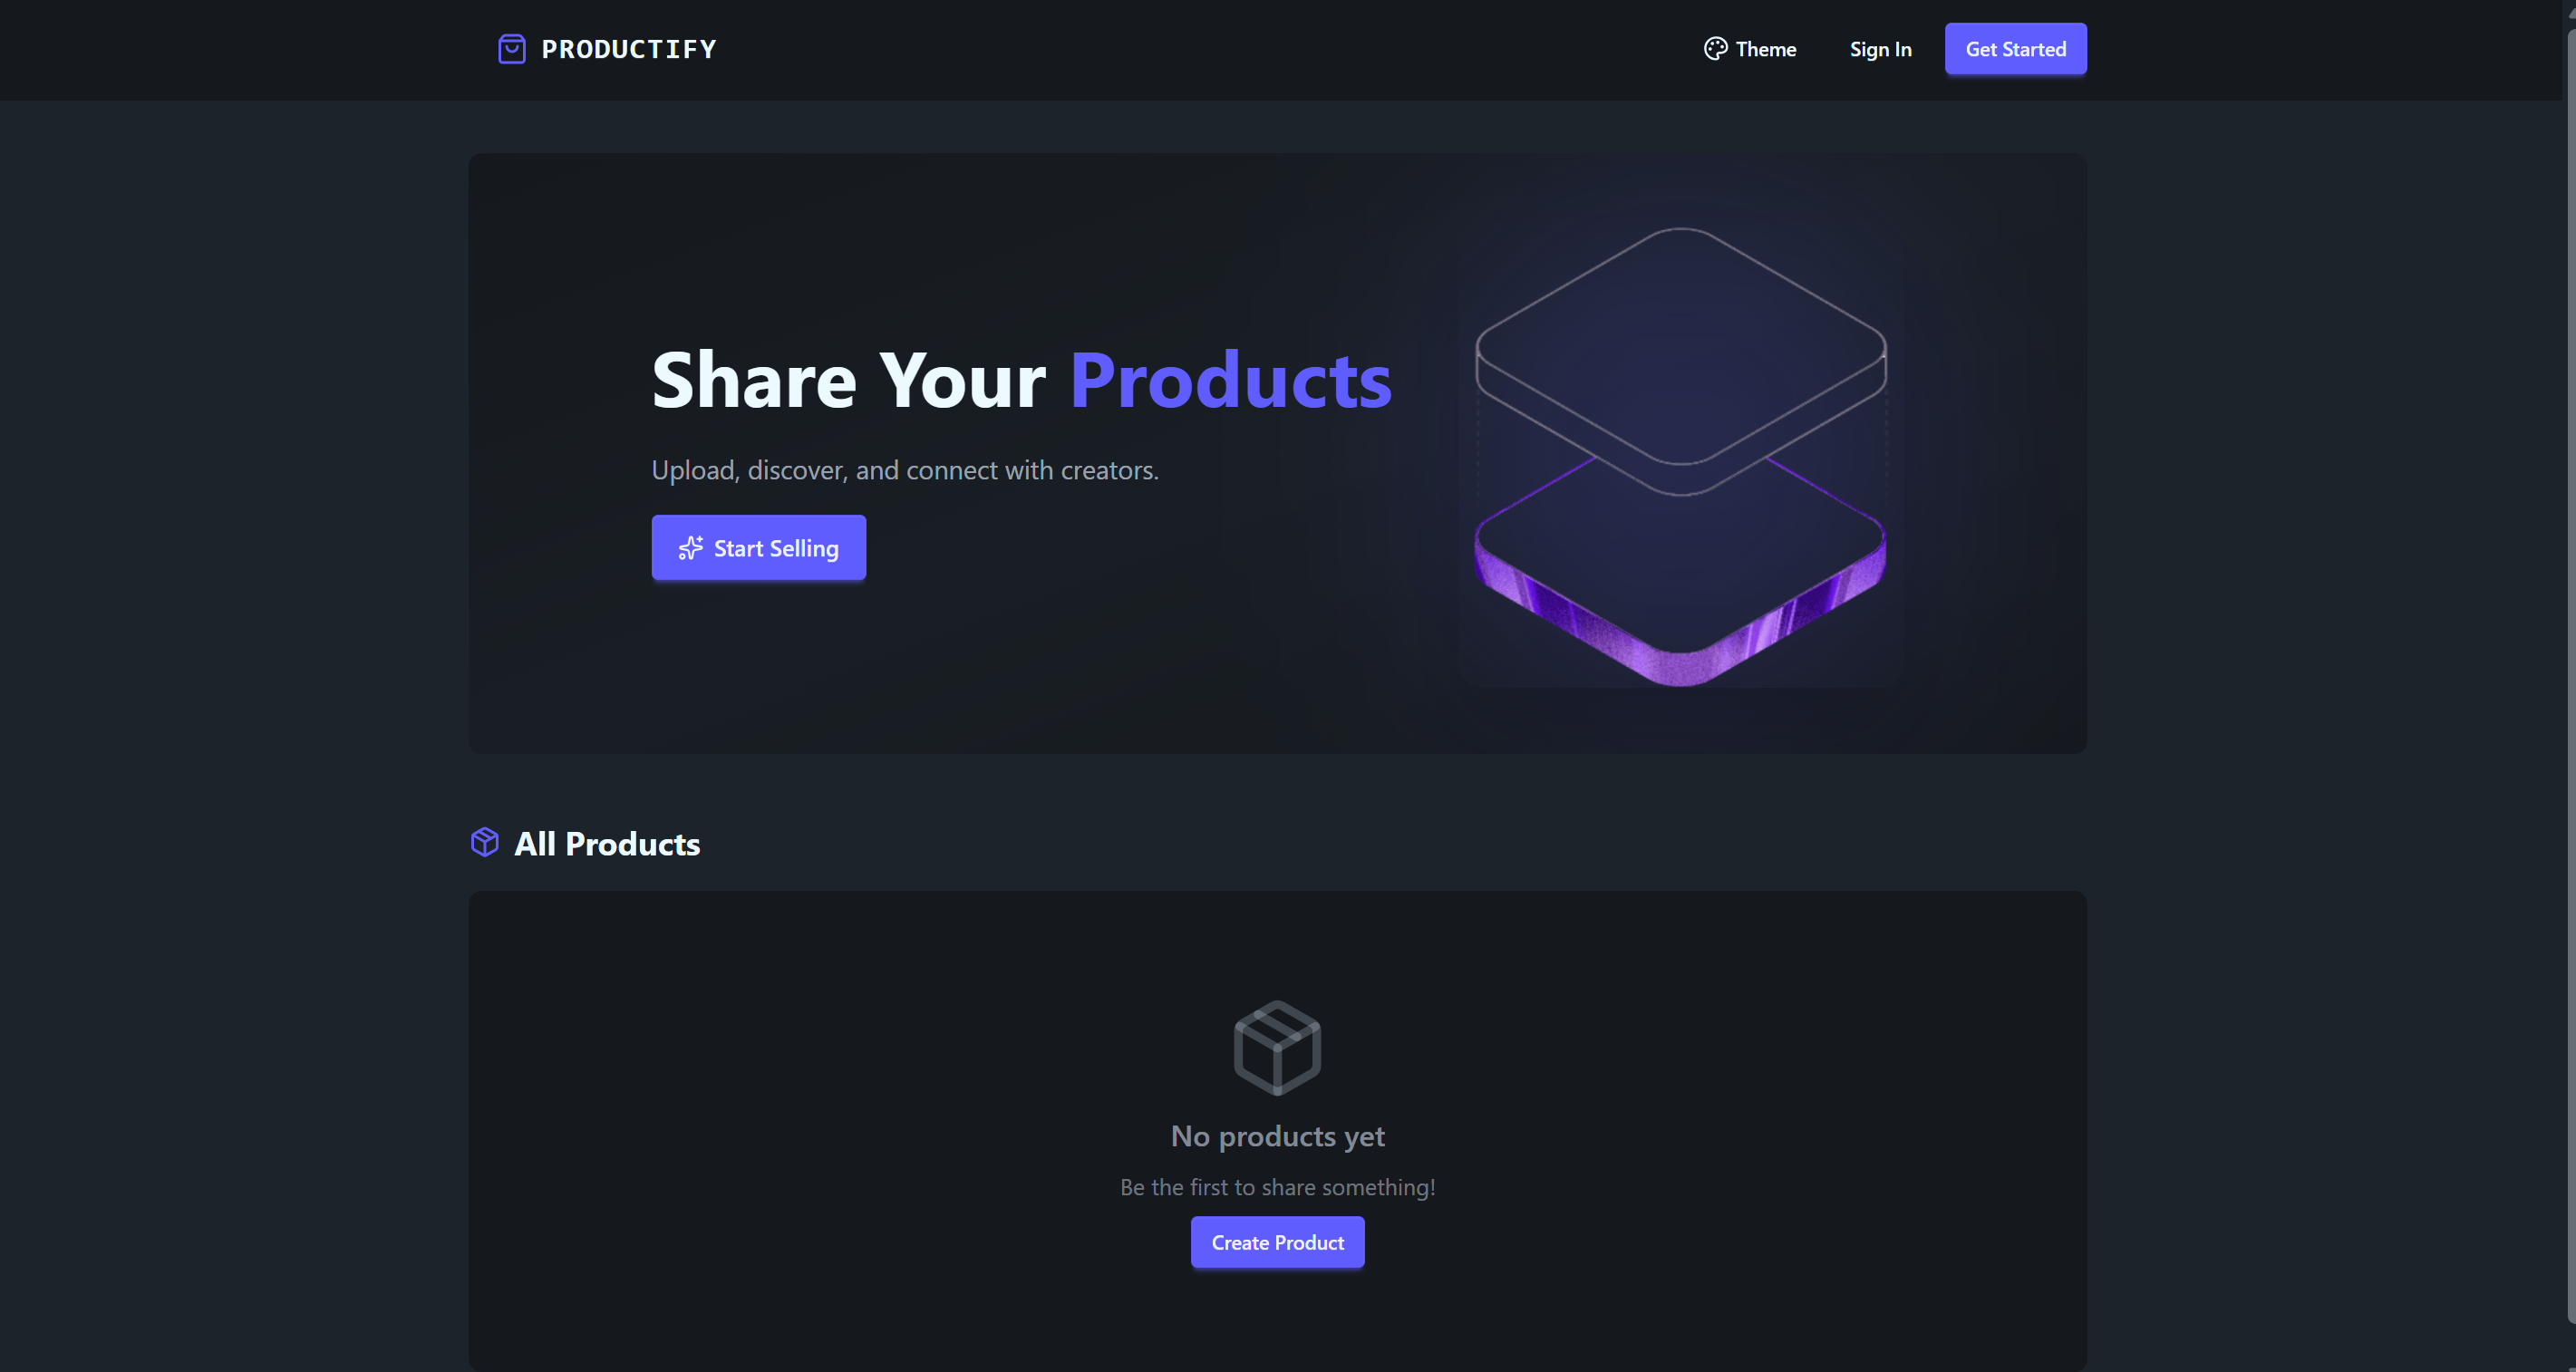 PRODUCTIFY
Theme
Sign In
Get Started
Share Your Products
Upload, discover, and connect with creators.
Start Selling
All Products
No products yet
Be the first to share something!
Create Product